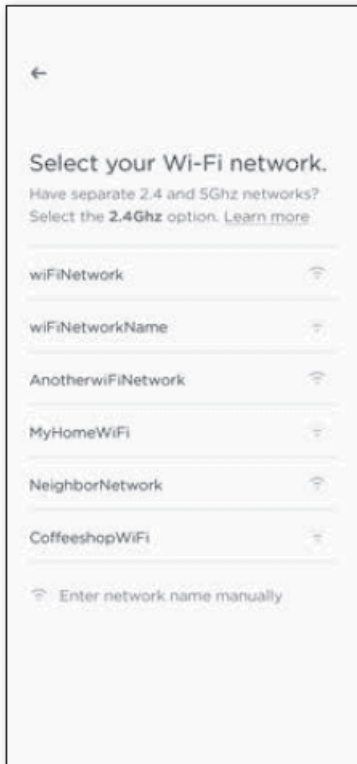 Select your Wi-Fi network.
Have separate 2.4 and 5Ghz networks?
Select the 2.4Ghz option. Learn more
wiFiNetwork
wiFiNetworkName
AnotherwiFiNetwork
MyHomeWiFi
NeighborNetwork
CoffeeshopWiFi
Enter network name manually